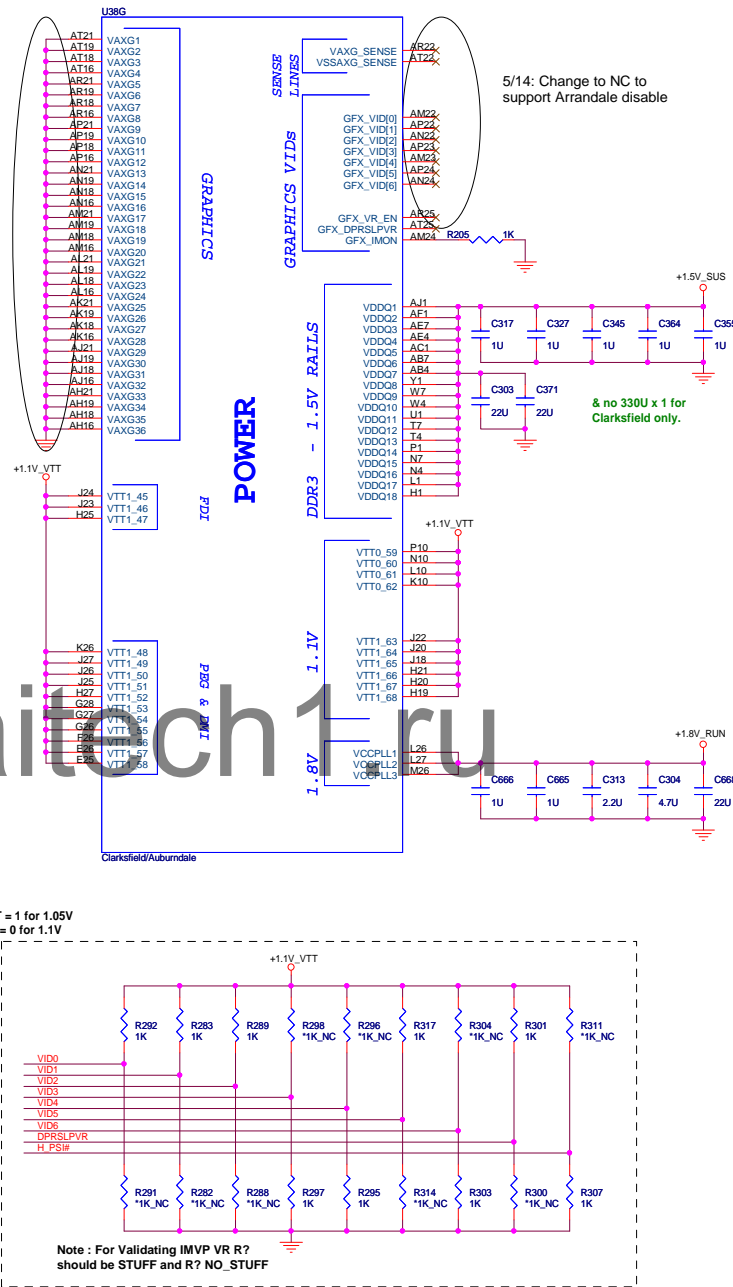 U38G
AT21 VAXG1
AT19 VAXG2
AT18 VAXG3
AT16 VAXG4
AR21 VAXG5
AR19 VAXG6
AR18 VAXG7
AR16 VAXG8
AP21 VAXG9
AP19 VAXG10
AP18 VAXG11
AP16 VAXG12
AN21 VAXG13
AN19 VAXG14
AN18 VAXG15
AN16 VAXG16
AM21 VAXG17
AM19 VAXG18
AM18 VAXG19
AM16 VAXG20
AL21 VAXG21
AL19 VAXG22
AL18 VAXG23
AL16 VAXG24
AK21 VAXG25
AK19 VAXG26
AK18 VAXG27
AK16 VAXG28
AJ21 VAXG29
AJ19 VAXG30
AJ18 VAXG31
AJ16 VAXG32
AH21 VAXG33
AH19 VAXG34
AH18 VAXG35
AH16 VAXG36
GRAPHICS
POWER
SENSE
LINES
VAXG_SENSE AR22
VSSAXG_SENSE AT22
GRAPHICS VIDs
GFX_VID[0] AM22
GFX_VID[1] AP22
GFX_VID[2] AN22
GFX_VID[3] AP23
GFX_VID[4] AM23
GFX_VID[5] AP24
GFX_VID[6] AN24
GFX_VR_EN AR25
GFX_DPRSLPVR AT25
GFX_IMON AM24
R205 1K
5/14: Change to NC to
support Arrandale disable
DDR3 - 1.5V RAILS
VDDQ1 AJ1
VDDQ2 AF1
VDDQ3 AE7
VDDQ4 AE4
VDDQ5 AC1
VDDQ6 AB7
VDDQ7 AB4
VDDQ8 Y1
VDDQ9 W7
VDDQ10 W4
VDDQ11 U1
VDDQ12 T7
VDDQ13 T4
VDDQ14 P1
VDDQ15 N7
VDDQ16 N4
VDDQ17 L1
VDDQ18 H1
+1.5V_SUS
C317 1U
C327 1U
C345 1U
C364 1U
C355 1U
C303 22U
C371 22U
& no 330U x 1 for
Clarksfield only.
+1.1V_VTT
J24 VTT1_45
J23 VTT1_46
H25 VTT1_47
FDI
K26 VTT1_48
J27 VTT1_49
J26 VTT1_50
J25 VTT1_51
H27 VTT1_52
G28 VTT1_53
G27 VTT1_54
G26 VTT1_55
F26 VTT1_56
E26 VTT1_57
E25 VTT1_58
PEG & DMI
+1.1V_VTT
1.1V
VTT0_59 P10
VTT0_60 N10
VTT0_61 L10
VTT0_62 K10
VTT1_63 J22
VTT1_64 J20
VTT1_65 J18
VTT1_66 H21
VTT1_67 H20
VTT1_68 H19
1.8V
VCCPLL1 L26
VCCPLL2 L27
VCCPLL3 M26
+1.8V_RUN
C666 1U
C665 1U
C313 2.2U
C304 4.7U
C668 22U
aitech1.ru
Clarksfield/Auburndale
= 1 for 1.05V
= 0 for 1.1V
+1.1V_VTT
R292 1K
R283 1K
R289 1K
R298 *1K_NC
R296 *1K_NC
R317 1K
R304 *1K_NC
R301 1K
R311 *1K_NC
VID0
VID1
VID2
VID3
VID4
VID5
VID6
DPRSLPVR
H_PSI#
R291 *1K_NC
R282 *1K_NC
R288 *1K_NC
R297 1K
R295 1K
R314 *1K_NC
R303 1K
R300 *1K_NC
R307 1K
Note : For Validating IMVP VR R?
should be STUFF and R? NO_STUFF